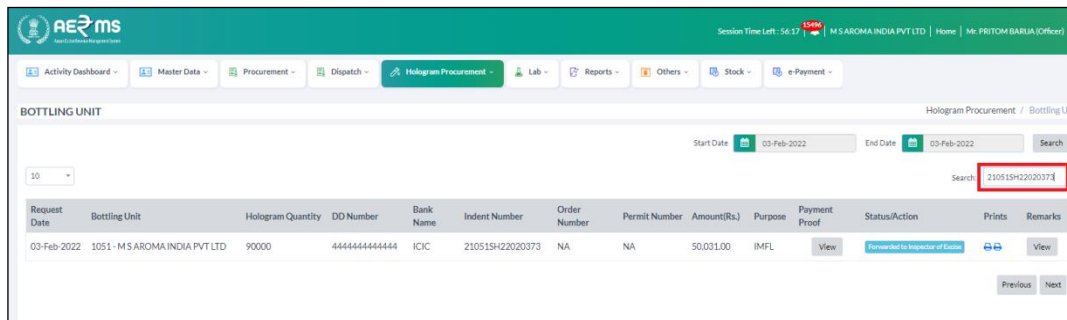 AERMS
Session Time Left : 56:17 15496 M S AROMA INDIA PVT LTD | Home | Mr. PRITOM BARUA (Officer)
Activity Dashboard Master Data Procurement Dispatch Hologram Procurement Lab Reports Others Stock e-Payment
BOTTLING UNIT Hologram Procurement / Bottling U
Start Date 03-Feb-2022 End Date 03-Feb-2022 Search
10 Search: 21051SH22020373
Request Date Bottling Unit Hologram Quantity DD Number Bank Name Indent Number Order Number Permit Number Amount(Rs.) Purpose Payment Proof Status/Action Prints Remarks
03-Feb-2022 1051 - M S AROMA INDIA PVT LTD 90000 4444444444444 ICIC 21051SH22020373 NA NA 50,031.00 IMFL View Forwarded to Inspector of Excise View
Previous Next